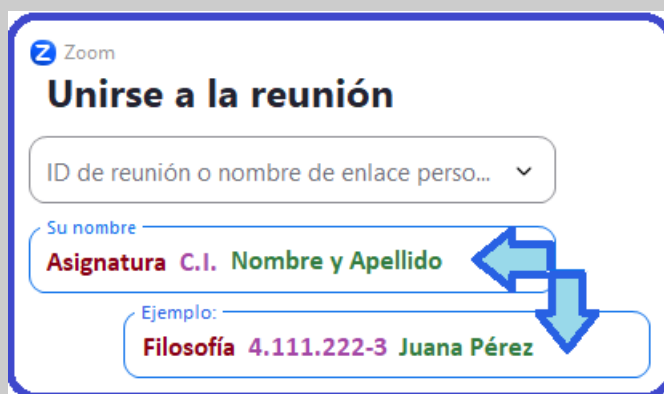 Zoom
Unirse a la reunión
ID de reunión o nombre de enlace perso...
Su nombre
Asignatura C.I. Nombre y Apellido
Ejemplo:
Filosofía 4.111.222-3 Juana Pérez